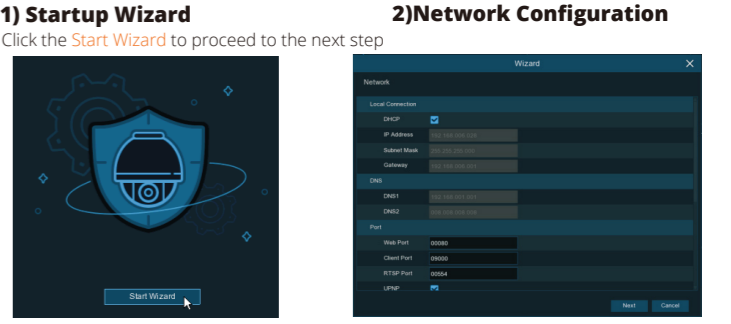 1) Startup Wizard
Click the Start Wizard to proceed to the next step
Start Wizard
2)Network Configuration
Wizard
Network
Local Connection
DHCP
IP Address
Subnet Mask
Gateway
DNS
DNS1
DNS2
Port
Web Port 00080
Client Port 09000
RTSP Port 00554
UPNP
Next Cancel